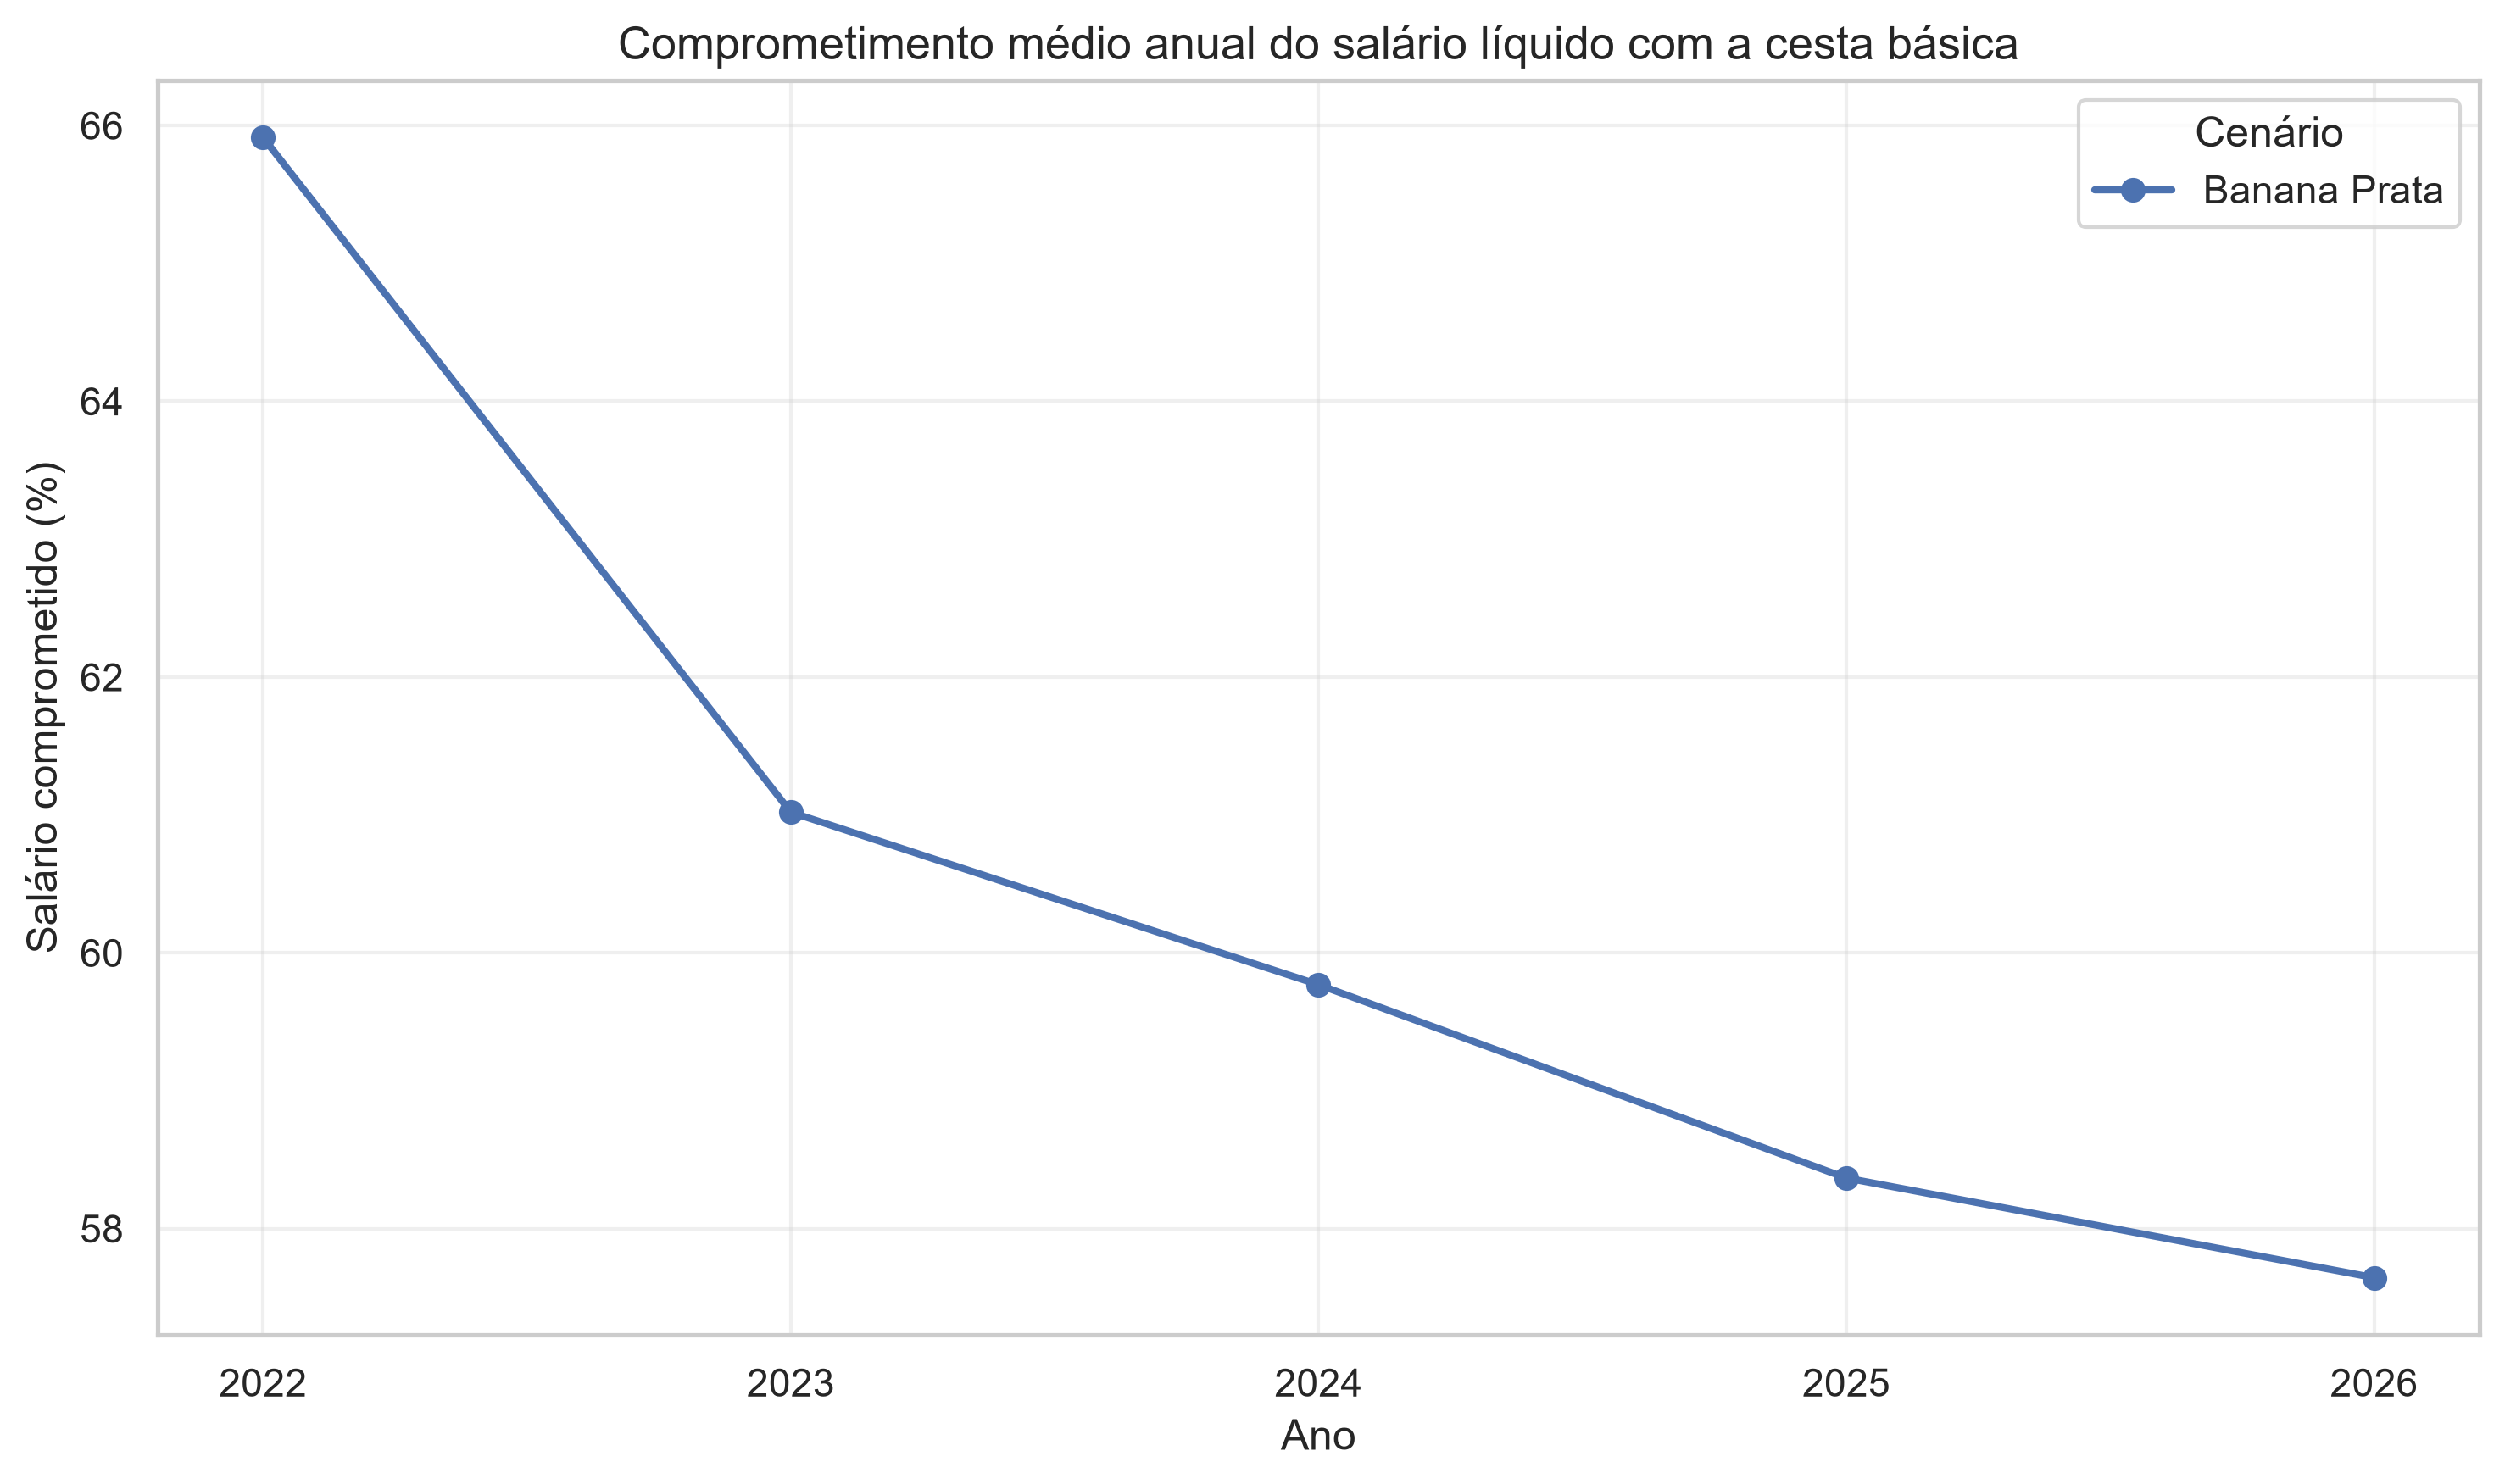 Comprometimento médio anual do salário líquido com a cesta básica
Cenário
Banana Prata
Salário comprometido (%)
66
64
62
60
58
2022 2023 2024 2025 2026
Ano